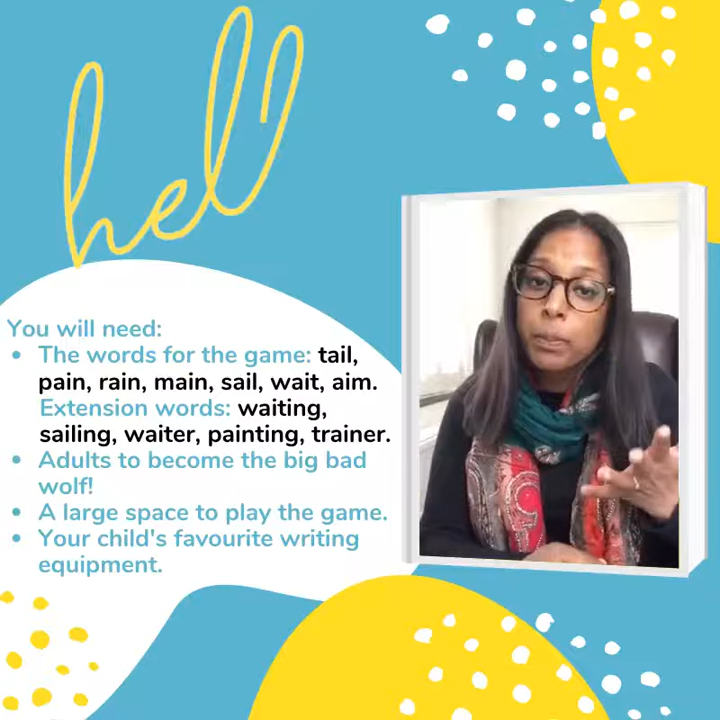 hel
You will need:
• The words for the game: tail,
pain, rain, main, sail, wait, aim.
Extension words: waiting,
sailing, waiter, painting, trainer.
• Adults to become the big bad
wolf!
• A large space to play the game.
• Your child's favourite writing
equipment.